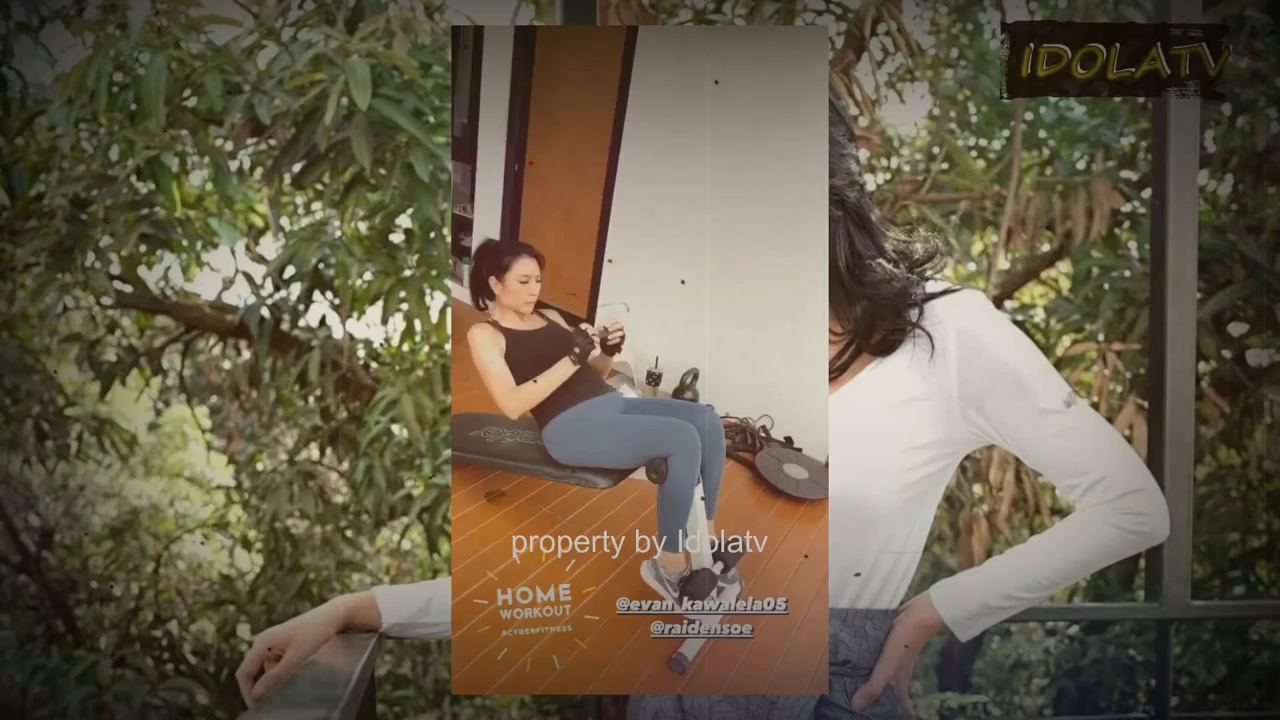 IDOLATV
property by Idolatv
HOME
WORKOUT
#CYBERFITNESS
@evan_kawalela05
@raidensoe